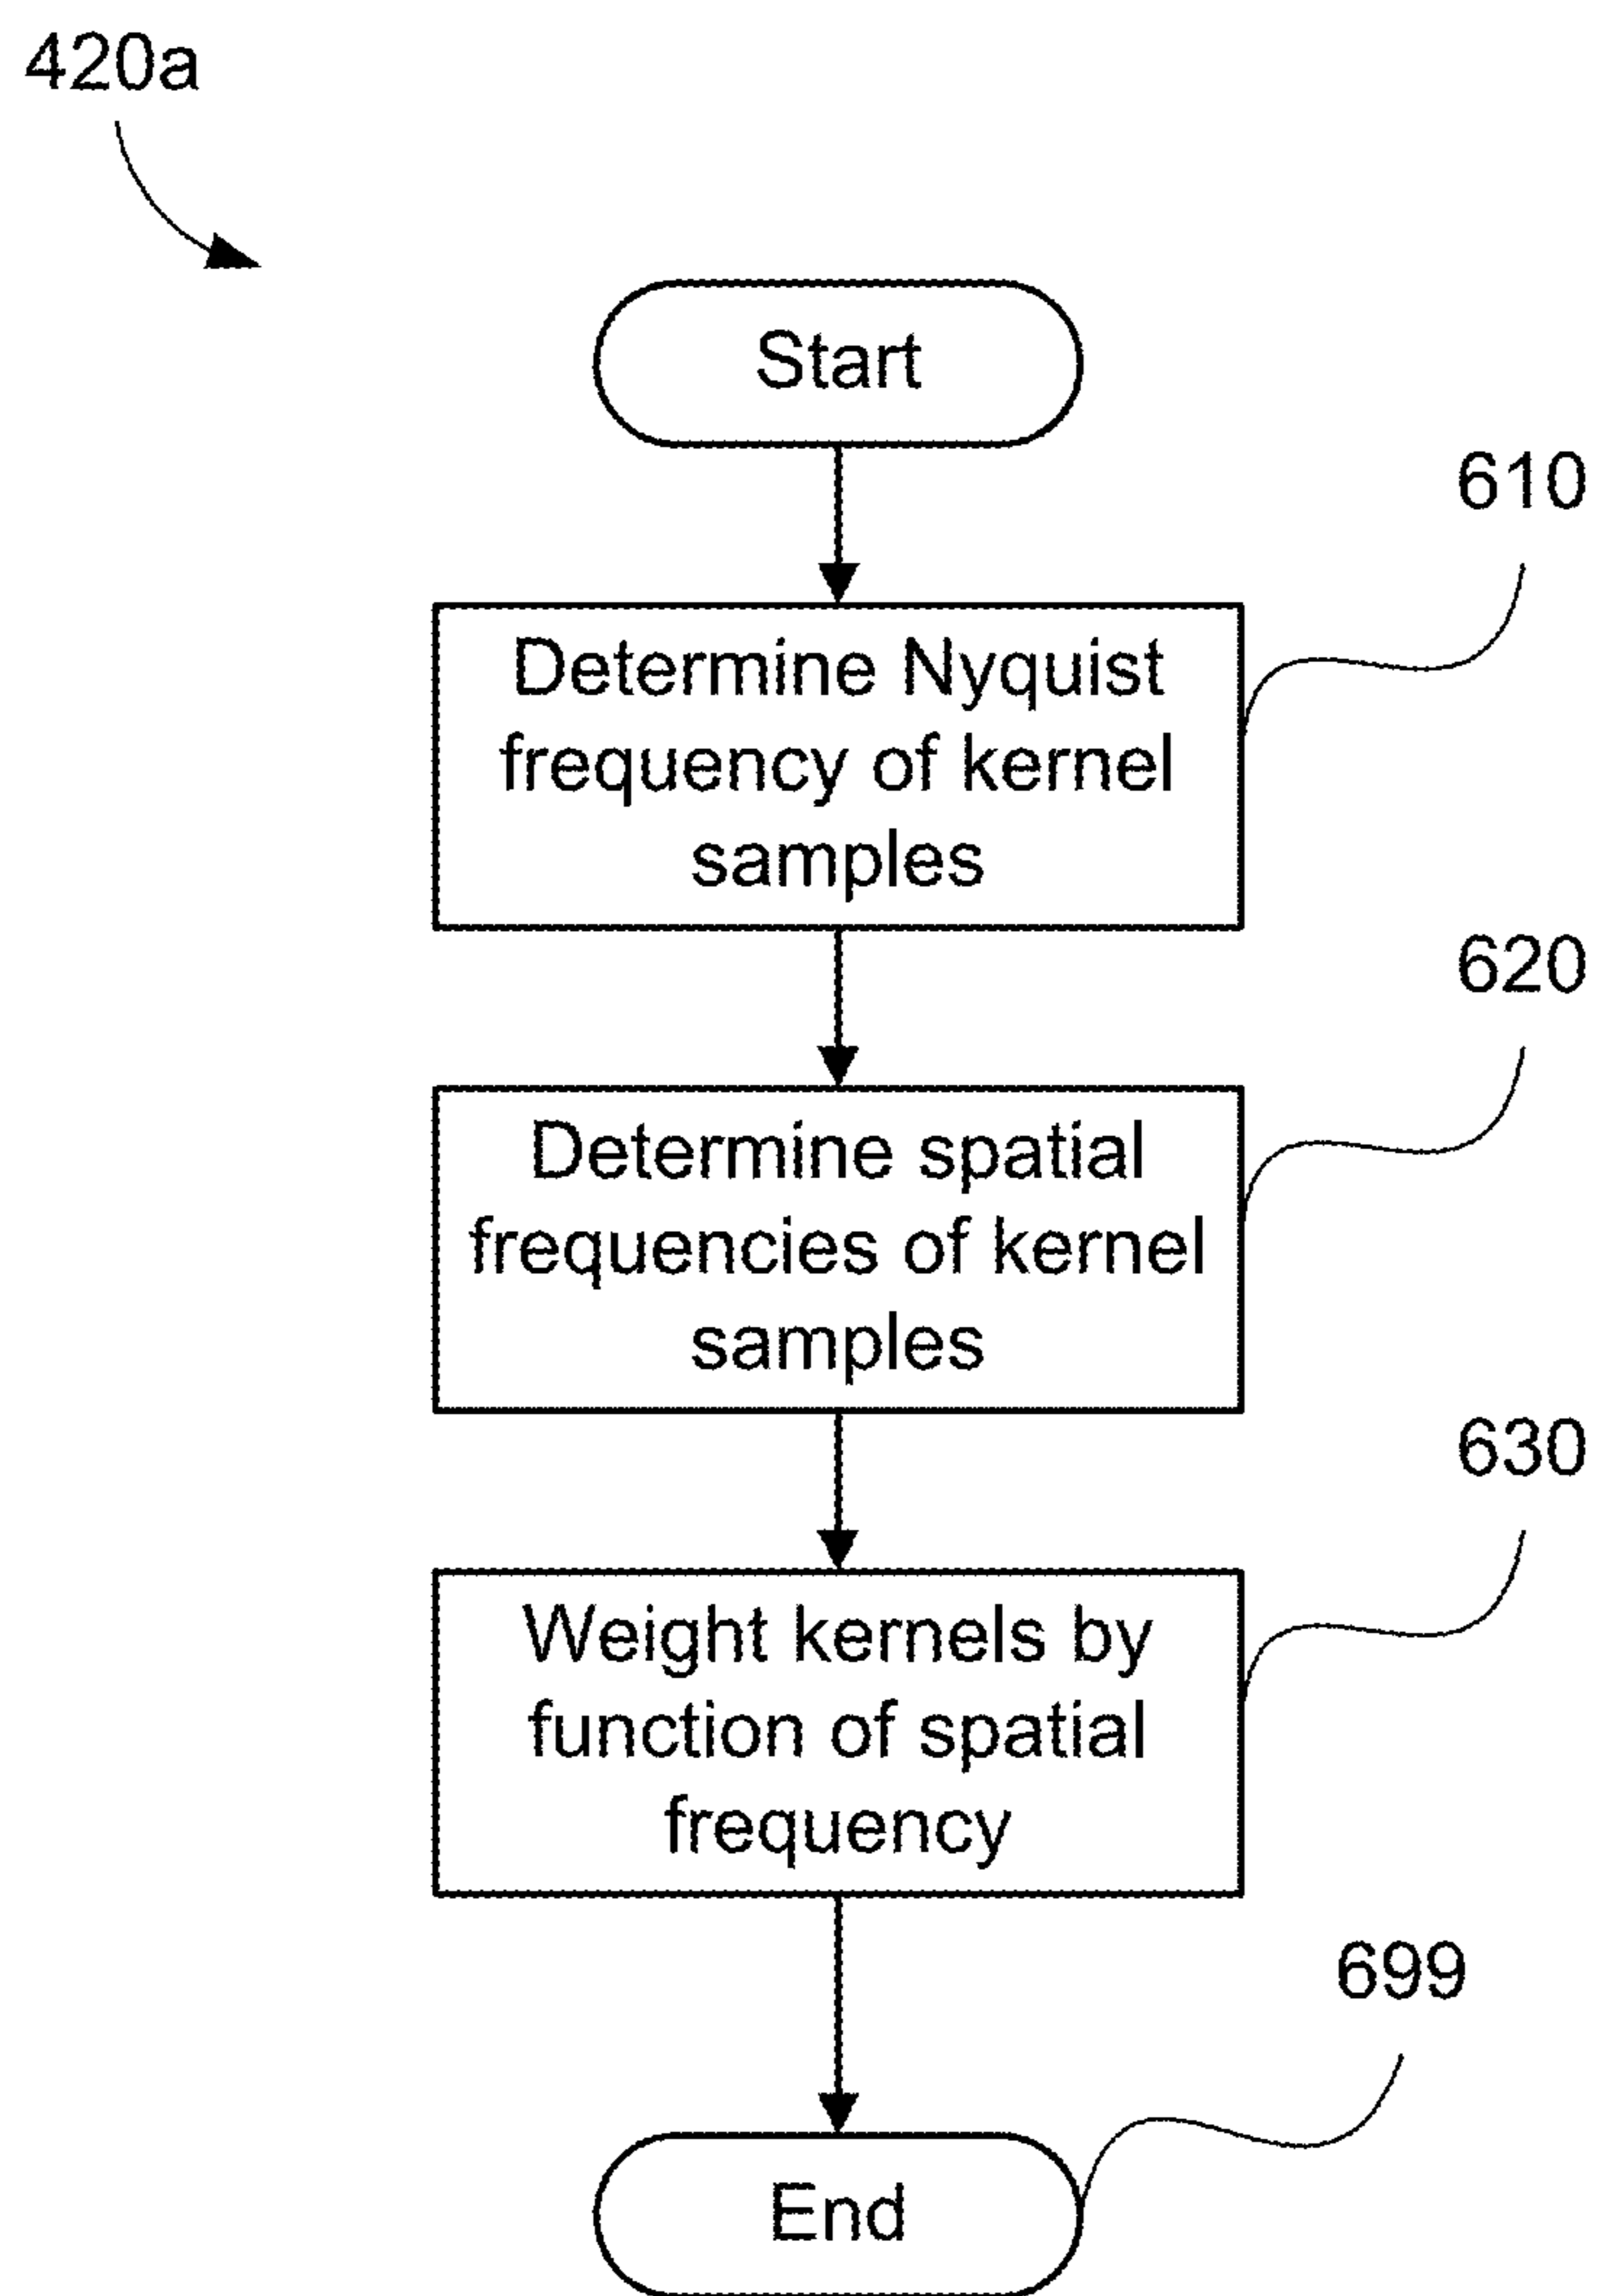 420a
Start
610
Determine Nyquist
frequency of kernel
samples
620
Determine spatial
frequencies of kernel
samples
630
Weight kernels by
function of spatial
frequency
699
End